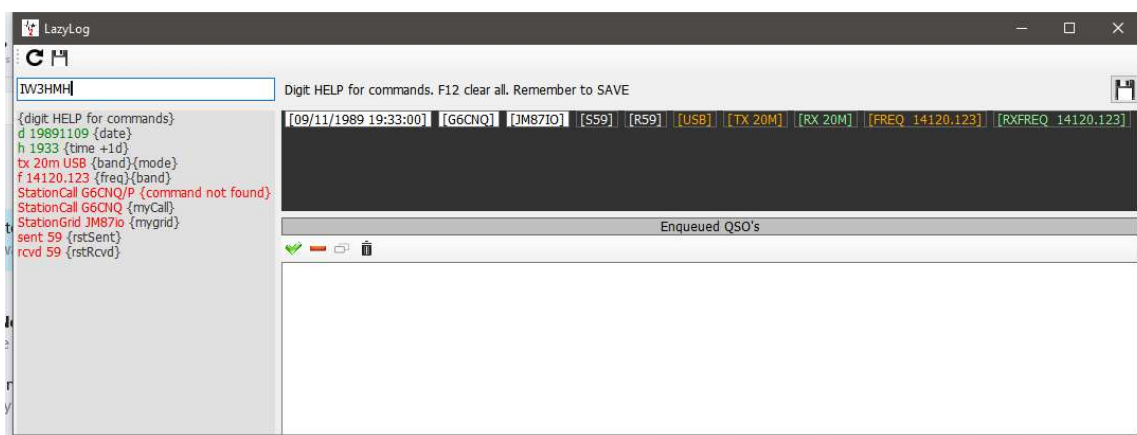 LazyLog
IW3HMH
Digit HELP for commands. F12 clear all. Remember to SAVE
{digit HELP for commands}
d 19891109 {date}
h 1933 {time +1d}
tx 20m USB {band}{mode}
f 14120.123 {freq}{band}
StationCall G6CNQ/P {command not found}
StationCall G6CNQ {myCall}
StationGrid JM87io {mygrid}
sent 59 {rstSent}
rcvd 59 {rstRcvd}
[09/11/1989 19:33:00] [G6CNQ] [JM87IO] [S59] [R59] [USB] [TX 20M] [RX 20M] [FREQ 14120.123] [RXFREQ 14120.123]
Enqueued QSO's